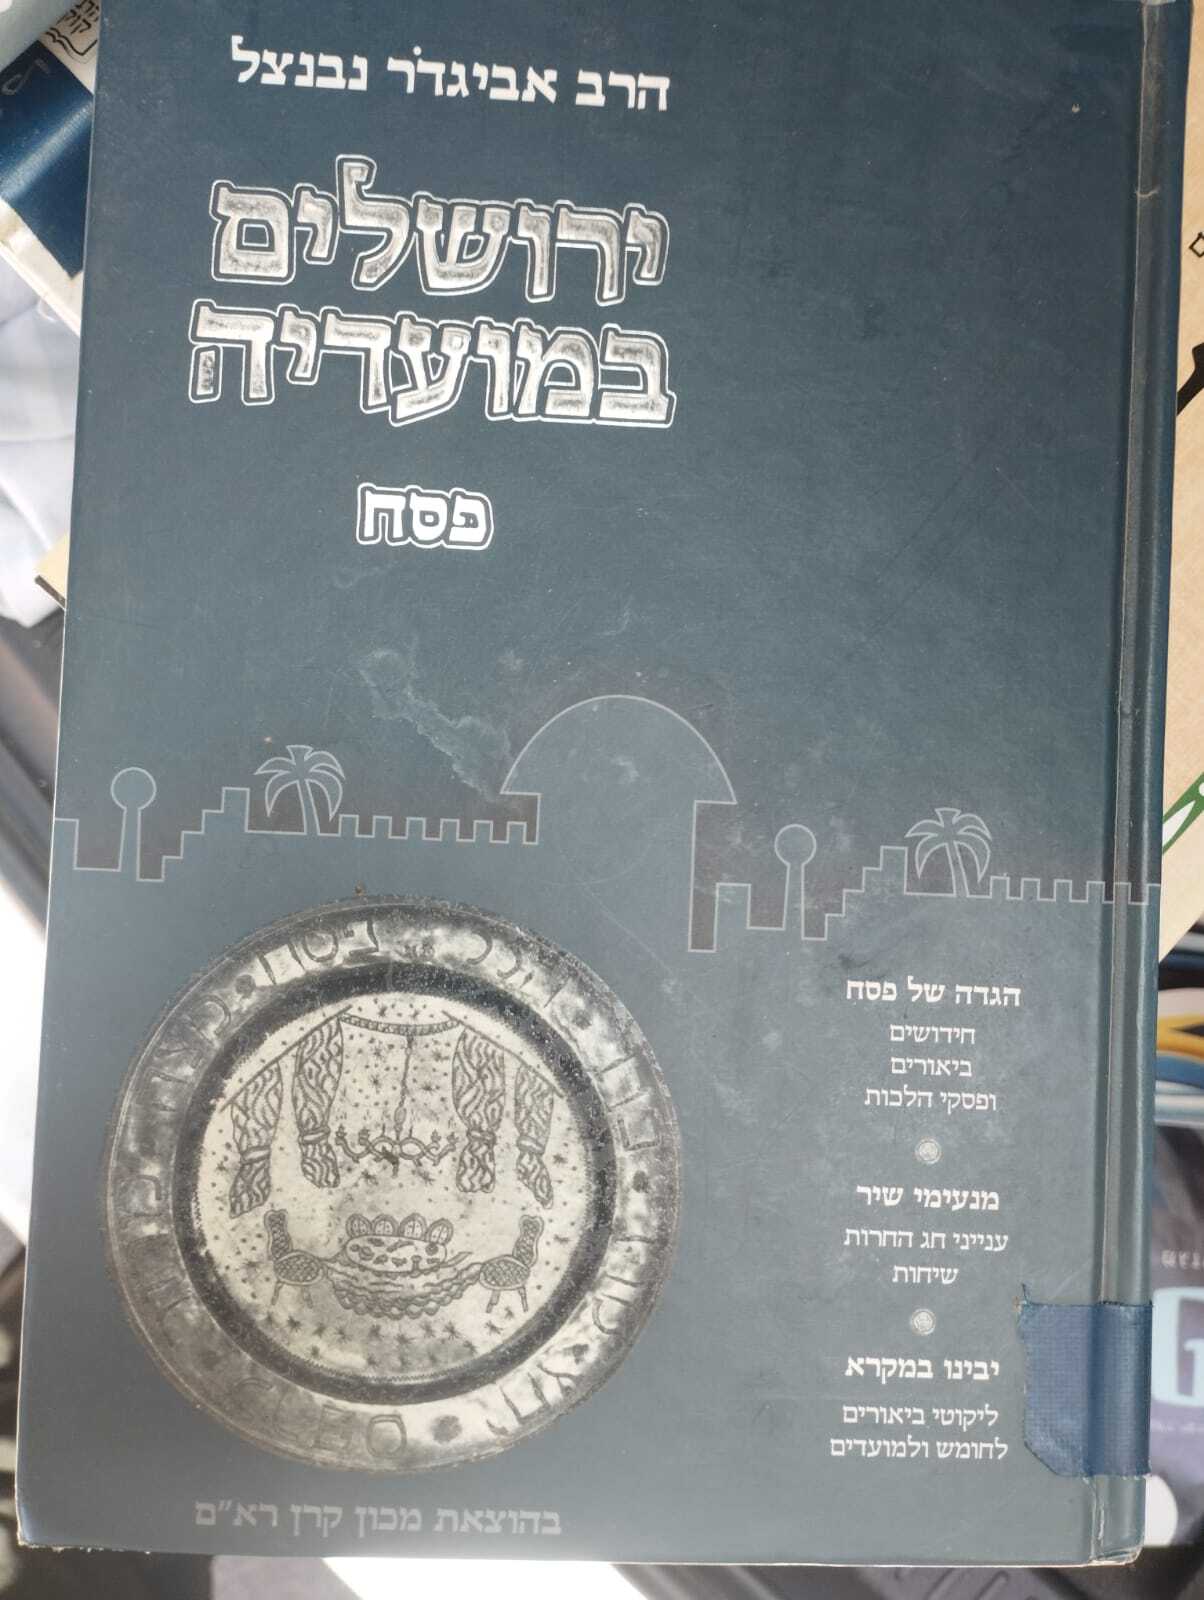 הרב אביגדֹר נבנצל
ירושלים
במועדיה
פסח
הגדה של פסח
חידושים
ביאורים
ופסקי הלכות
מנעימי שיר
ענייני חג החרות
שיחות
יבינו במקרא
ליקוטי ביאורים
לחומש ולמועדים
בהוצאת מכון קרן רא"ם